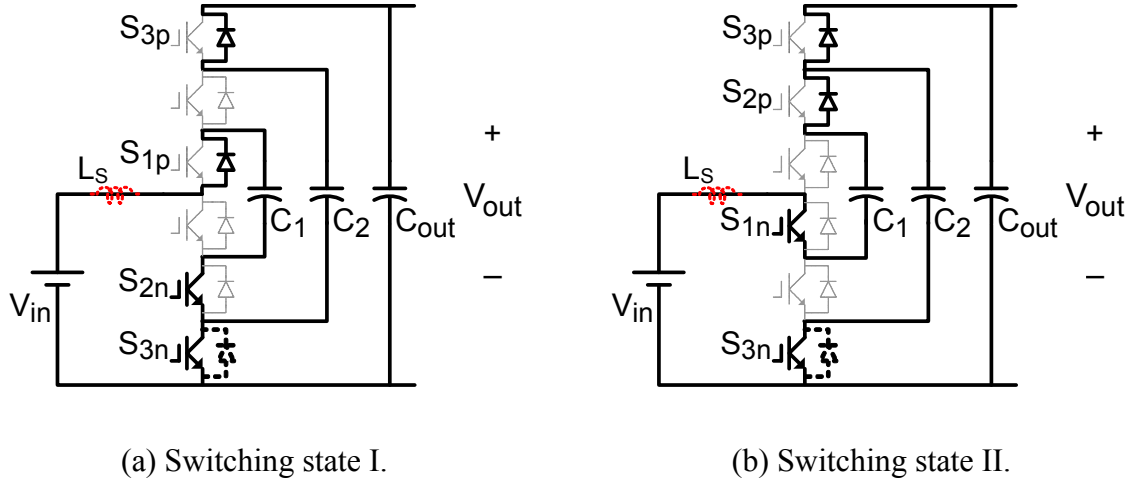 S3p
S1p
LS
+
Vout
C1
C2
Cout
S2n
Vin
–
S3n
(a) Switching state I.
S3p
S2p
LS
+
Vout
S1n
C1
C2
Cout
Vin
–
S3n
(b) Switching state II.